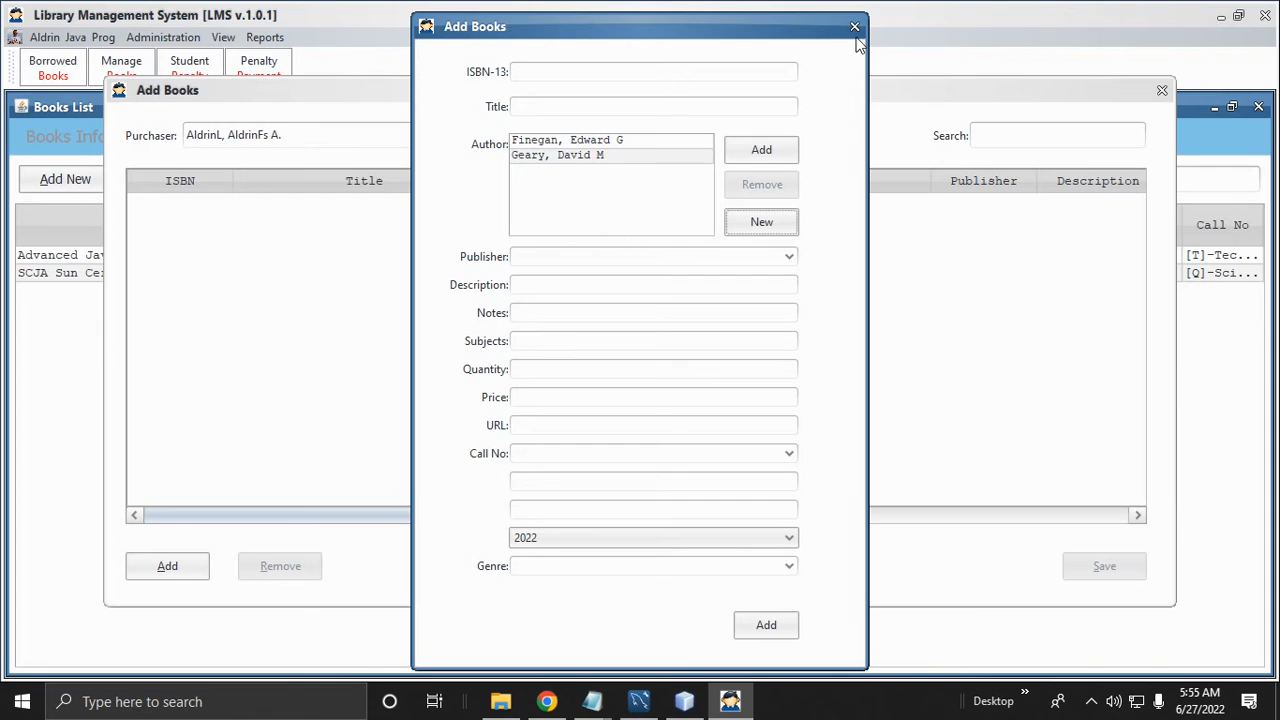 Library Management System [LMS v.1.0.1]
Aldrin Java Prog Administration View Reports
Borrowed Books
Manage
Student
Penalty
Books List
Books Info
Add New
Call No
Advanced Jav
[T]-Tec...
SCJA Sun Cer
[Q]-Sci...
Add Books
Purchaser: AldrinL, AldrinFs A.
Search:
ISBN Title Publisher Description
Add Remove Save
Add Books
ISBN-13:
Title:
Author:
Finegan, Edward G
Geary, David M
Add
Remove
New
Publisher:
Description:
Notes:
Subjects:
Quantity:
Price:
URL:
Call No:
2022
Genre:
Add
Type here to search
Desktop
5:55 AM
6/27/2022